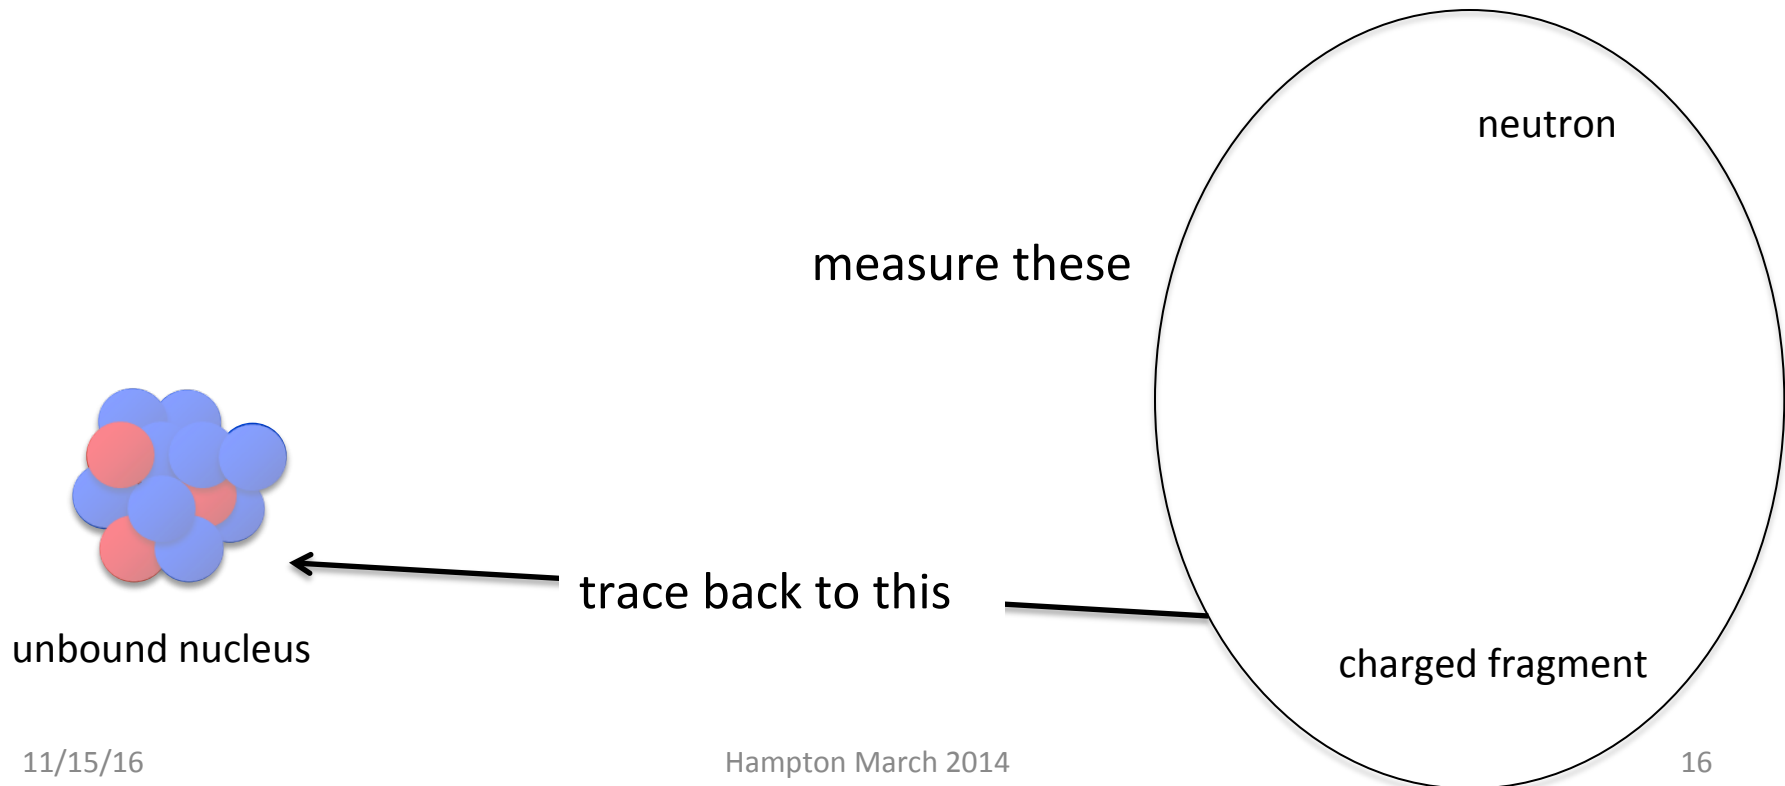 neutron
measure these
trace back to this
unbound nucleus
charged fragment
11/15/16
Hampton March 2014
16